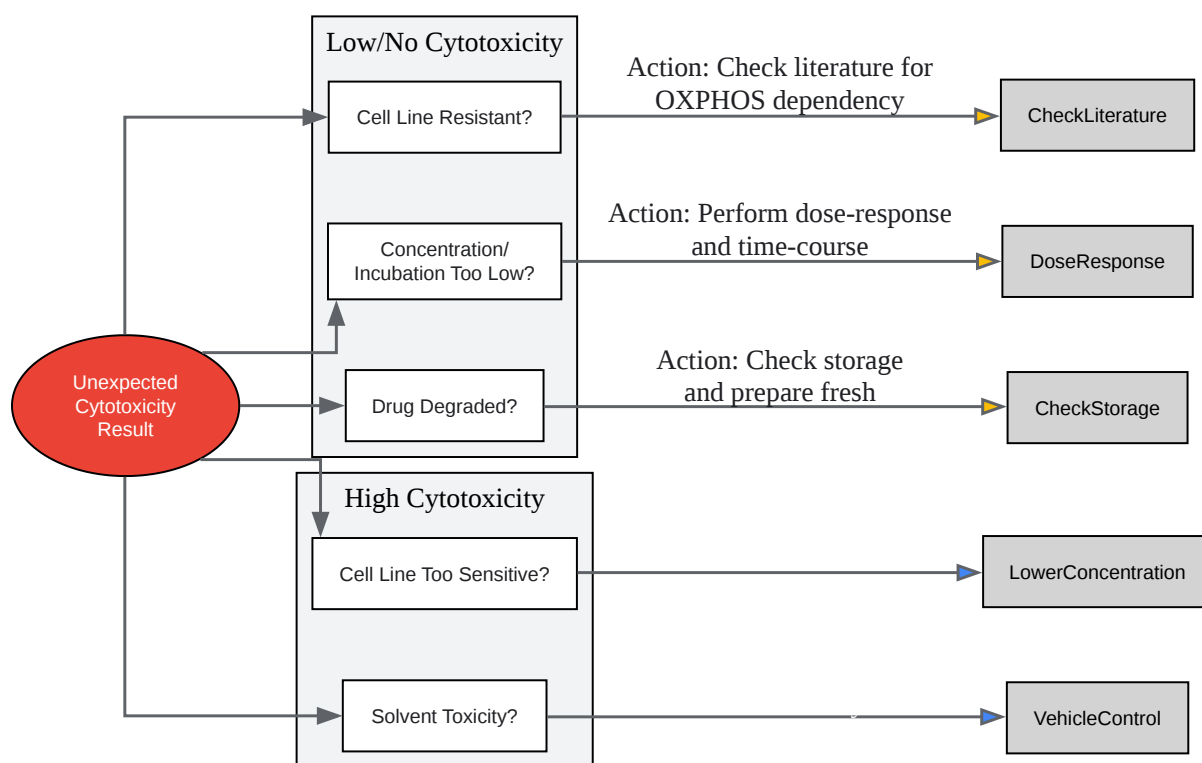 Low/No Cytotoxicity
Cell Line Resistant?
Action: Check literature for
OXPHOS dependency
CheckLiterature
Concentration/
Incubation Too Low?
Action: Perform dose-response
and time-course
DoseResponse
Unexpected
Cytotoxicity
Result
Drug Degraded?
Action: Check storage
and prepare fresh
CheckStorage
High Cytotoxicity
Cell Line Too Sensitive?
LowerConcentration
Solvent Toxicity?
VehicleControl